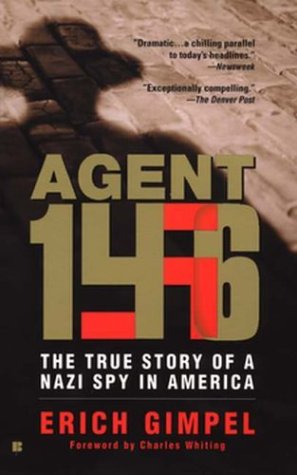 "Dramatic...a chilling parallel
to today's headlines."
—Newsweek
"Exceptionally compelling."
—The Denver Post
AGENT
146
THE TRUE STORY OF A
NAZI SPY IN AMERICA
ERICH GIMPEL
Foreword by Charles Whiting
B